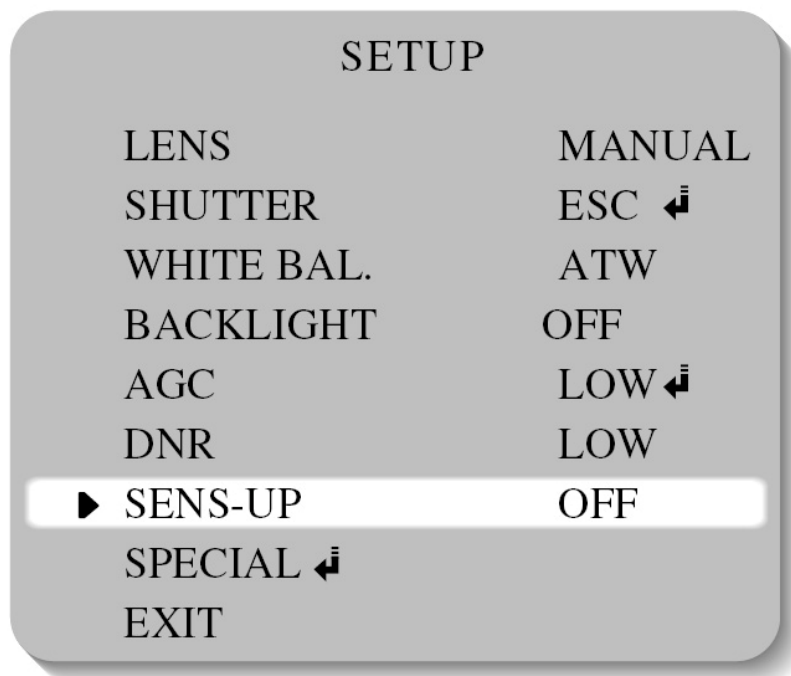 SETUP
LENS MANUAL
SHUTTER ESC ↲
WHITE BAL. ATW
BACKLIGHT OFF
AGC LOW ↲
DNR LOW
▶ SENS-UP OFF
SPECIAL ↲
EXIT